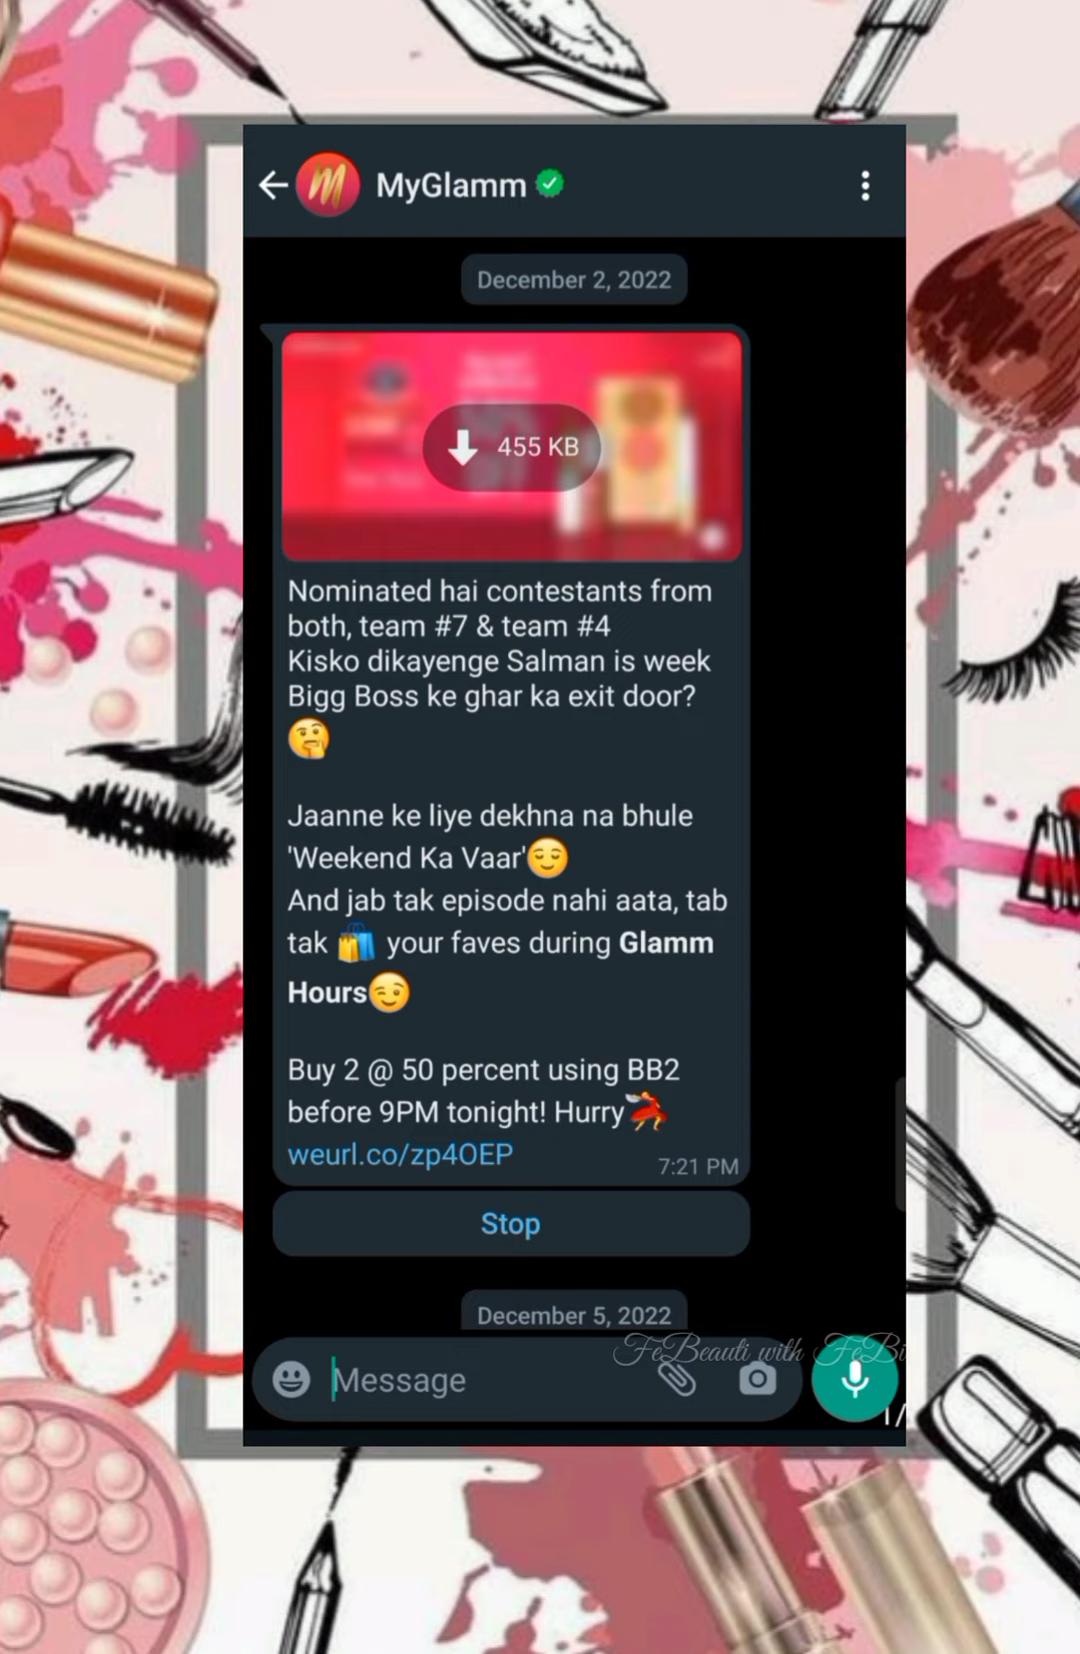 MyGlamm
December 2, 2022
455 KB
Nominated hai contestants from
both, team #7 & team #4
Kisko dikayenge Salman is week
Bigg Boss ke ghar ka exit door?
🤔
Jaanne ke liye dekhna na bhule
'Weekend Ka Vaar'😌
And jab tak episode nahi aata, tab
tak 🛍️ your faves during Glamm
Hours😉
Buy 2 @ 50 percent using BB2
before 9PM tonight! Hurry💃
weurl.co/zp4OEP
7:21 PM
Stop
December 5, 2022
FeBeauti with FeBi
Message
1/